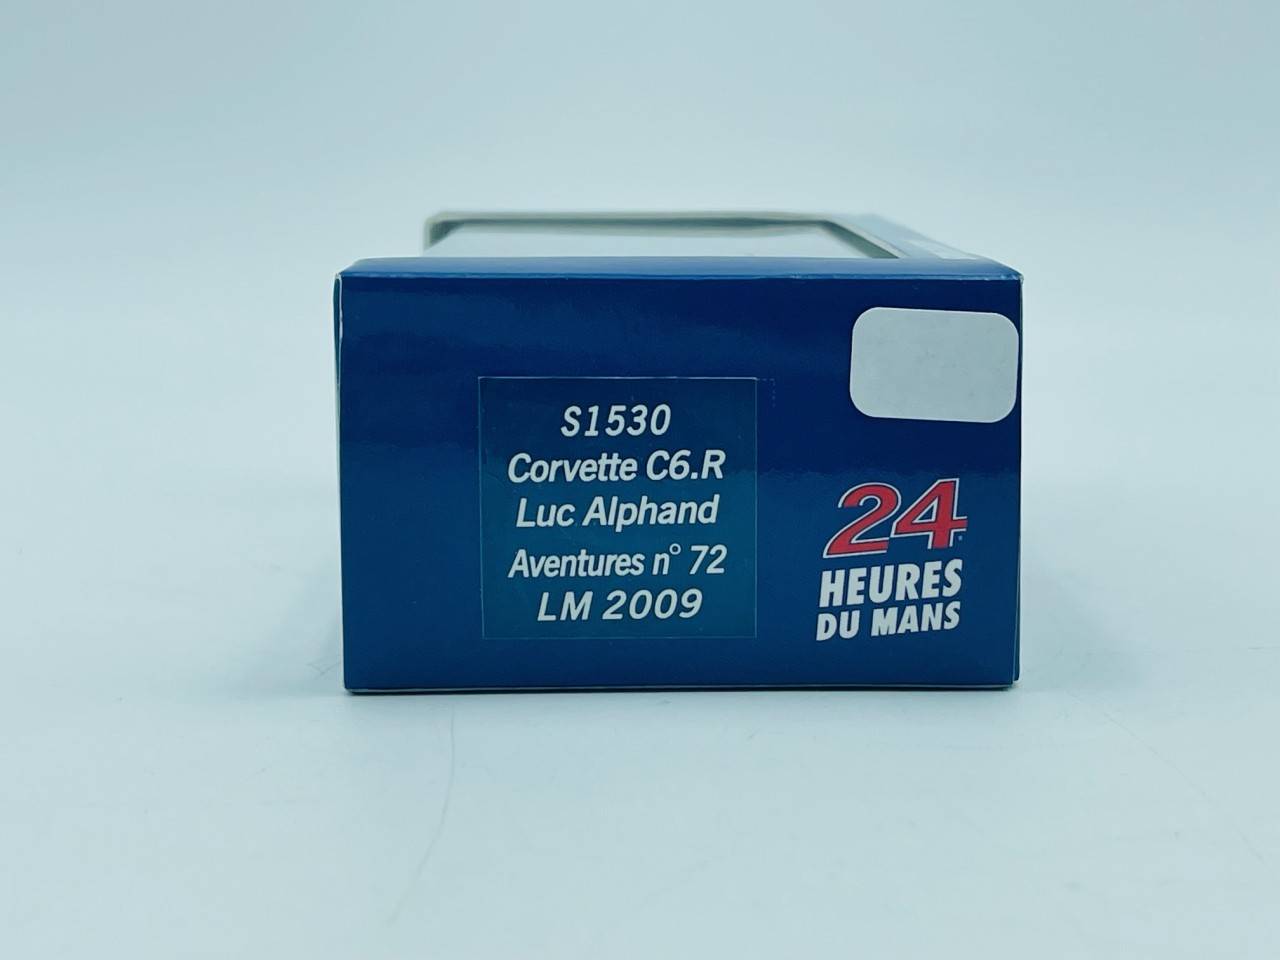 S1530
Corvette C6.R
Luc Alphand
Aventures n° 72
LM 2009
24
HEURES
DU MANS